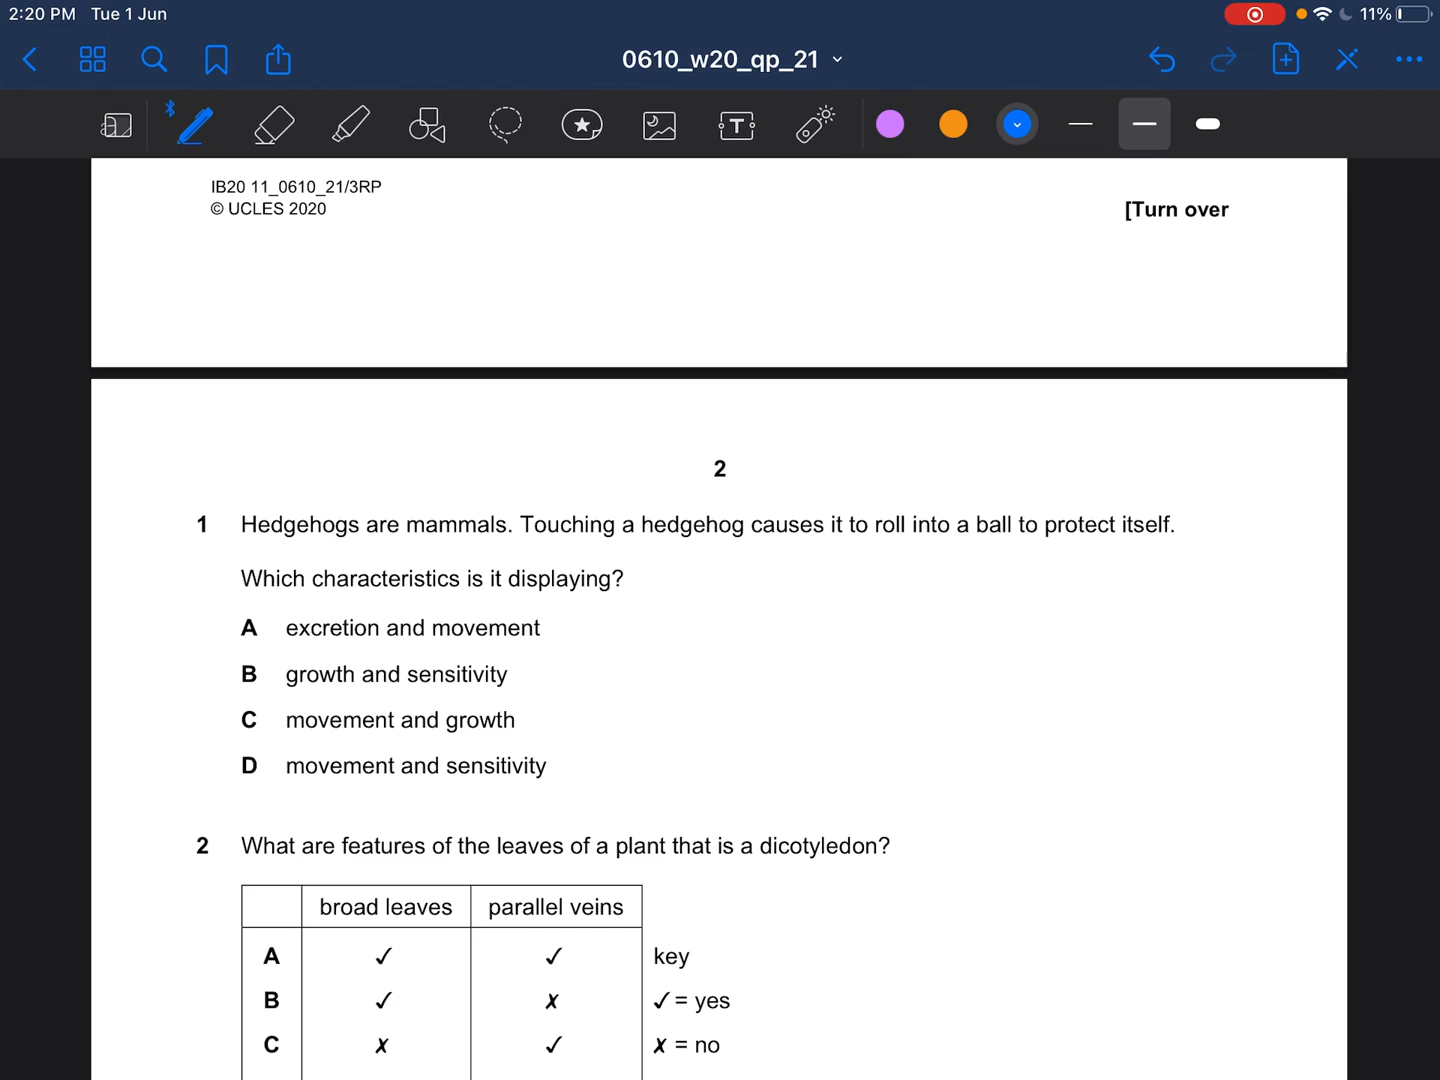 2:20 PM Tue 1 Jun
11%
0610_w20_qp_21
T
IB20 11_0610_21/3RP
© UCLES 2020
[Turn over
2
1 Hedgehogs are mammals. Touching a hedgehog causes it to roll into a ball to protect itself.
Which characteristics is it displaying?
A excretion and movement
B growth and sensitivity
C movement and growth
D movement and sensitivity
2 What are features of the leaves of a plant that is a dicotyledon?
broad leaves parallel veins
A ✓ ✓ key
B ✓ ✗ ✓ = yes
C ✗ ✓ ✗ = no